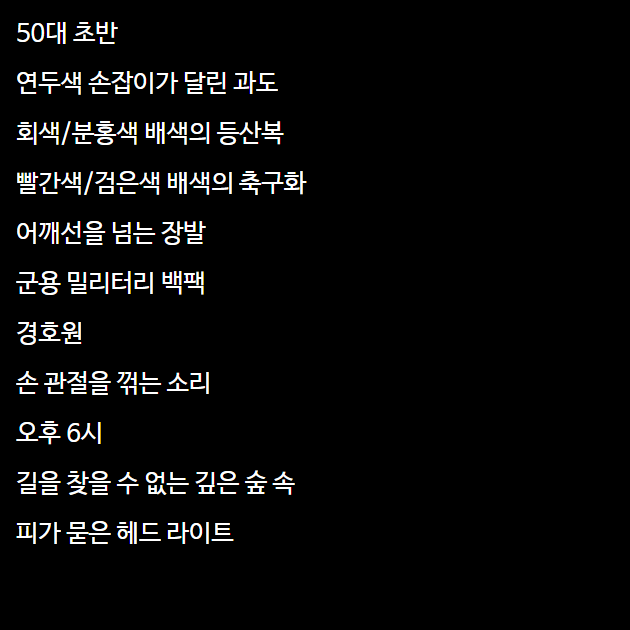 50대 초반
연두색 손잡이가 달린 과도
회색/분홍색 배색의 등산복
빨간색/검은색 배색의 축구화
어깨선을 넘는 장발
군용 밀리터리 백팩
경호원
손 관절을 꺾는 소리
오후 6시
길을 찾을 수 없는 깊은 숲 속
피가 묻은 헤드 라이트